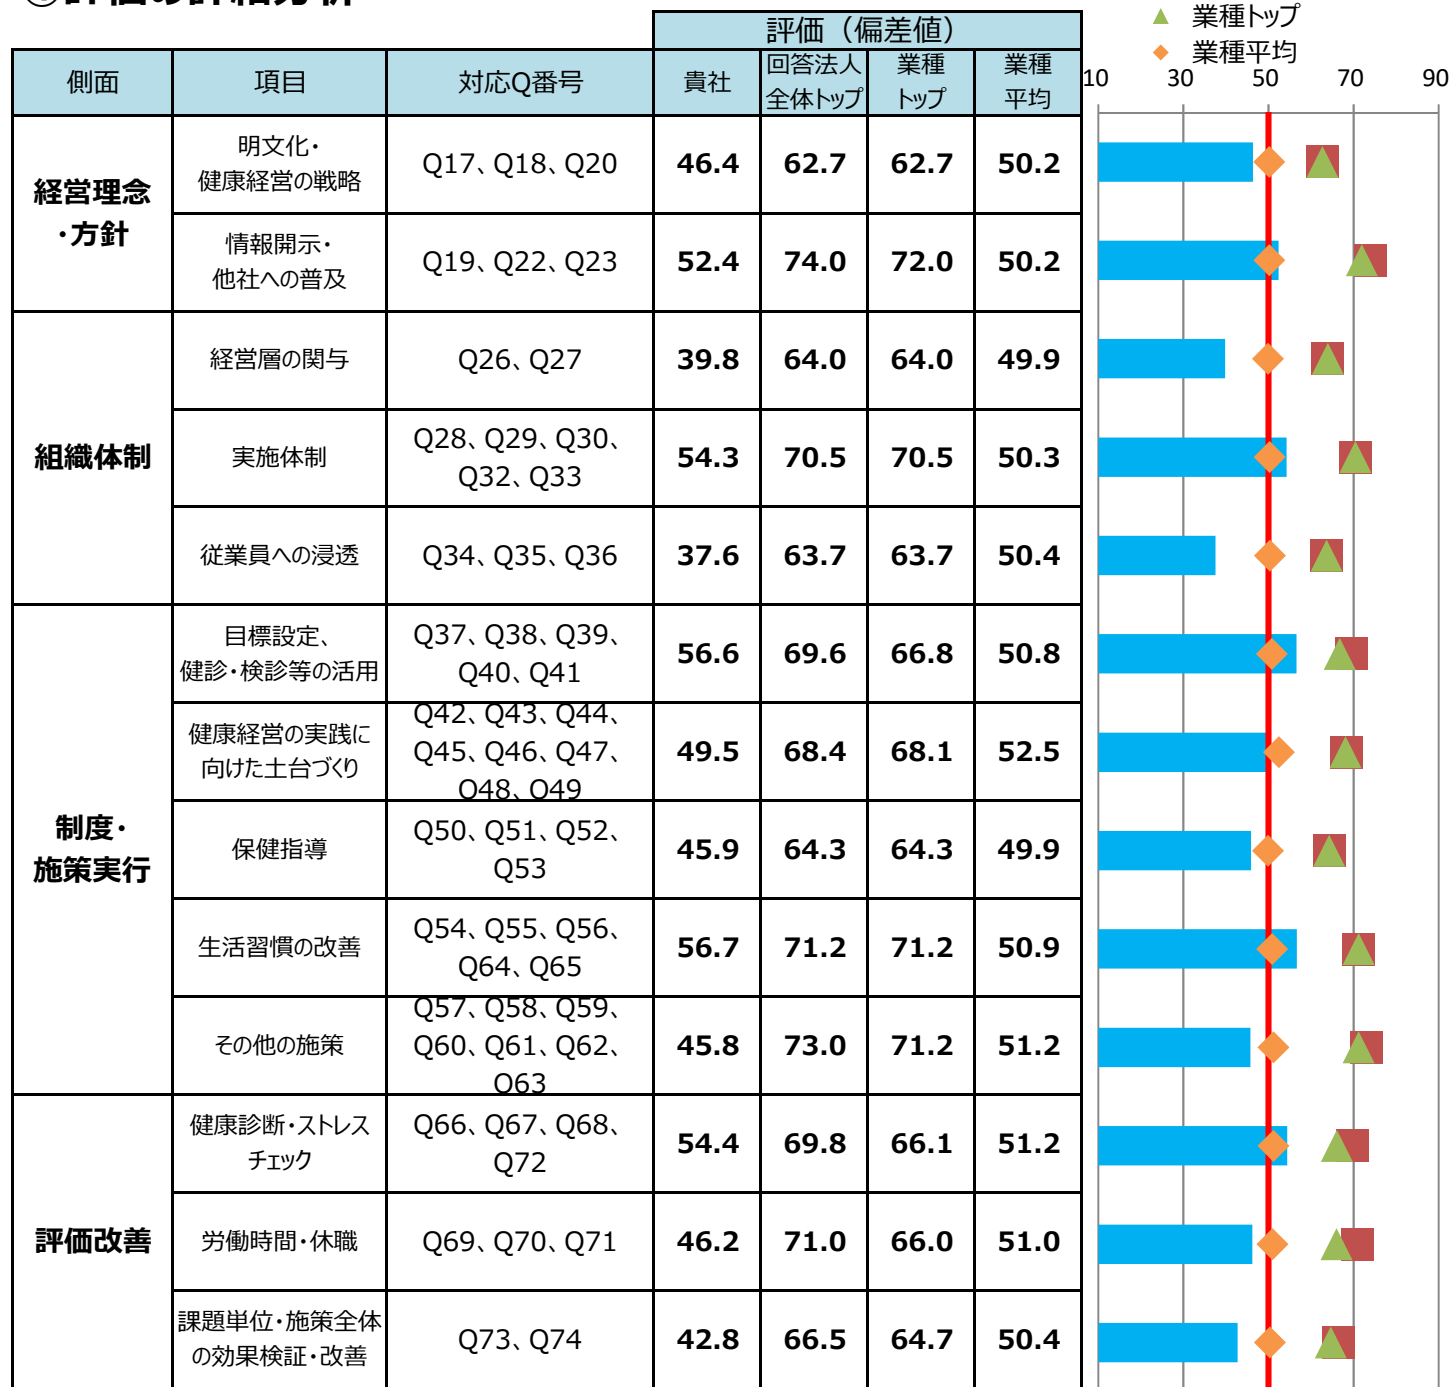 評価(偏差値)
業種トップ
業種平均
側面 項目 対応Q番号 貴社 回答法人 業種 業種
全体トップ トップ 平均
10 30 50 70 90
経営理念
・方針
明文化・
健康経営の戦略
Q17、Q18、Q20 46.4 62.7 62.7 50.2
情報開示・
他社への普及
Q19、Q22、Q23 52.4 74.0 72.0 50.2
組織体制
経営層の関与 Q26、Q27 39.8 64.0 64.0 49.9
実施体制
Q28、Q29、Q30、
Q32、Q33
54.3 70.5 70.5 50.3
従業員への浸透 Q34、Q35、Q36 37.6 63.7 63.7 50.4
制度・
施策実行
目標設定、
健診・検診等の活用
Q37、Q38、Q39、
Q40、Q41
56.6 69.6 66.8 50.8
健康経営の実践に
向けた土台づくり
Q42、Q43、Q44、
Q45、Q46、Q47、
Q48、Q49
49.5 68.4 68.1 52.5
保健指導
Q50、Q51、Q52、
Q53
45.9 64.3 64.3 49.9
生活習慣の改善
Q54、Q55、Q56、
Q64、Q65
56.7 71.2 71.2 50.9
その他の施策
Q57、Q58、Q59、
Q60、Q61、Q62、
Q63
45.8 73.0 71.2 51.2
評価改善
健康診断・ストレス
チェック
Q66、Q67、Q68、
Q72
54.4 69.8 66.1 51.2
労働時間・休職 Q69、Q70、Q71 46.2 71.0 66.0 51.0
課題単位・施策全体
の効果検証・改善
Q73、Q74 42.8 66.5 64.7 50.4